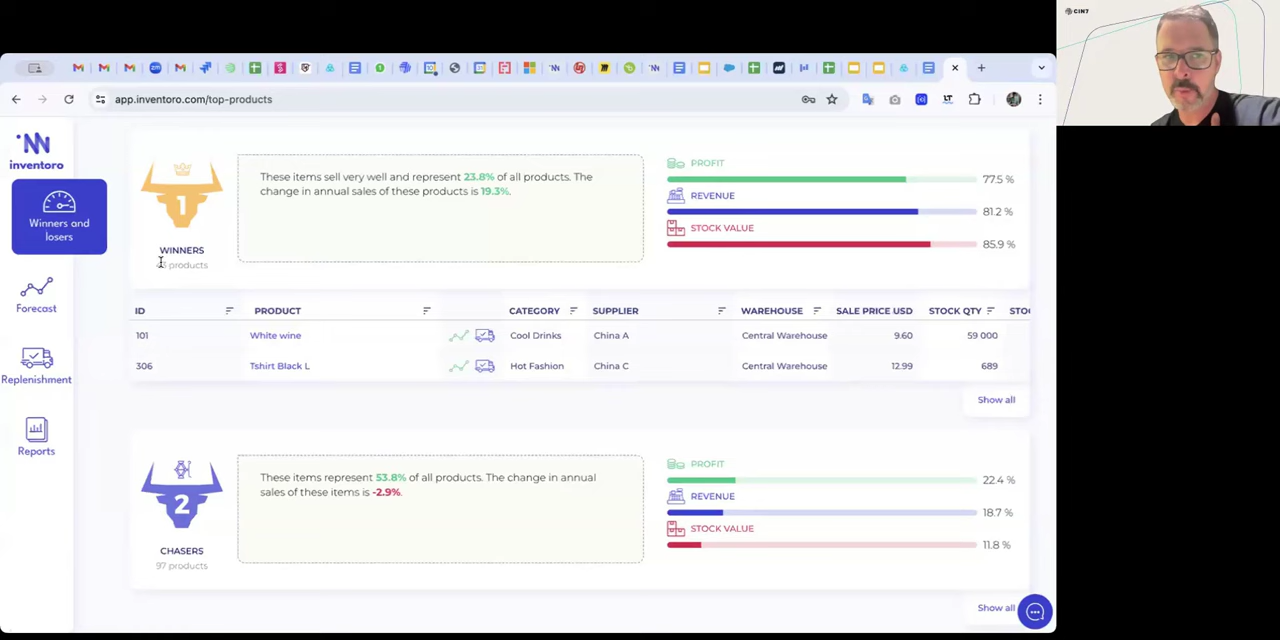 CIN7
app.inventoro.com/top-products
inventoro
Winners and
losers
Forecast
Replenishment
Reports
1
WINNERS
products
These items sell very well and represent 23.8% of all products. The
change in annual sales of these products is 19.3%.
PROFIT
77.5 %
REVENUE
81.2 %
STOCK VALUE
85.9 %
ID PRODUCT CATEGORY SUPPLIER WAREHOUSE SALE PRICE USD STOCK QTY STOC
101 White wine Cool Drinks China A Central Warehouse 9.60 59 000
306 Tshirt Black L Hot Fashion China C Central Warehouse 12.99 689
Show all
2
CHASERS
97 products
These items represent 53.8% of all products. The change in annual
sales of these items is -2.9%.
PROFIT
22.4 %
REVENUE
18.7 %
STOCK VALUE
11.8 %
Show all